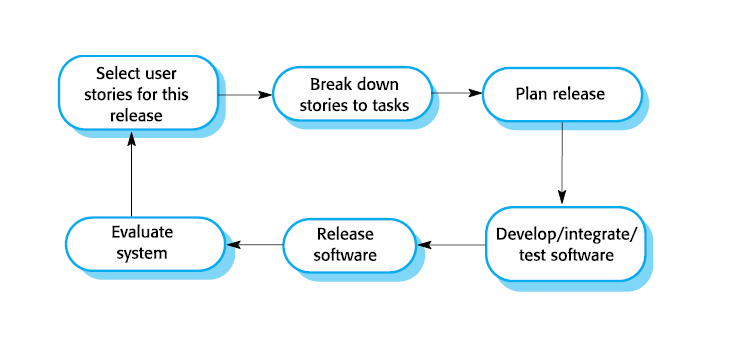 Select user
stories for this
release
Break down
stories to tasks
Plan release
Evaluate
system
Release
software
Develop/integrate/
test software